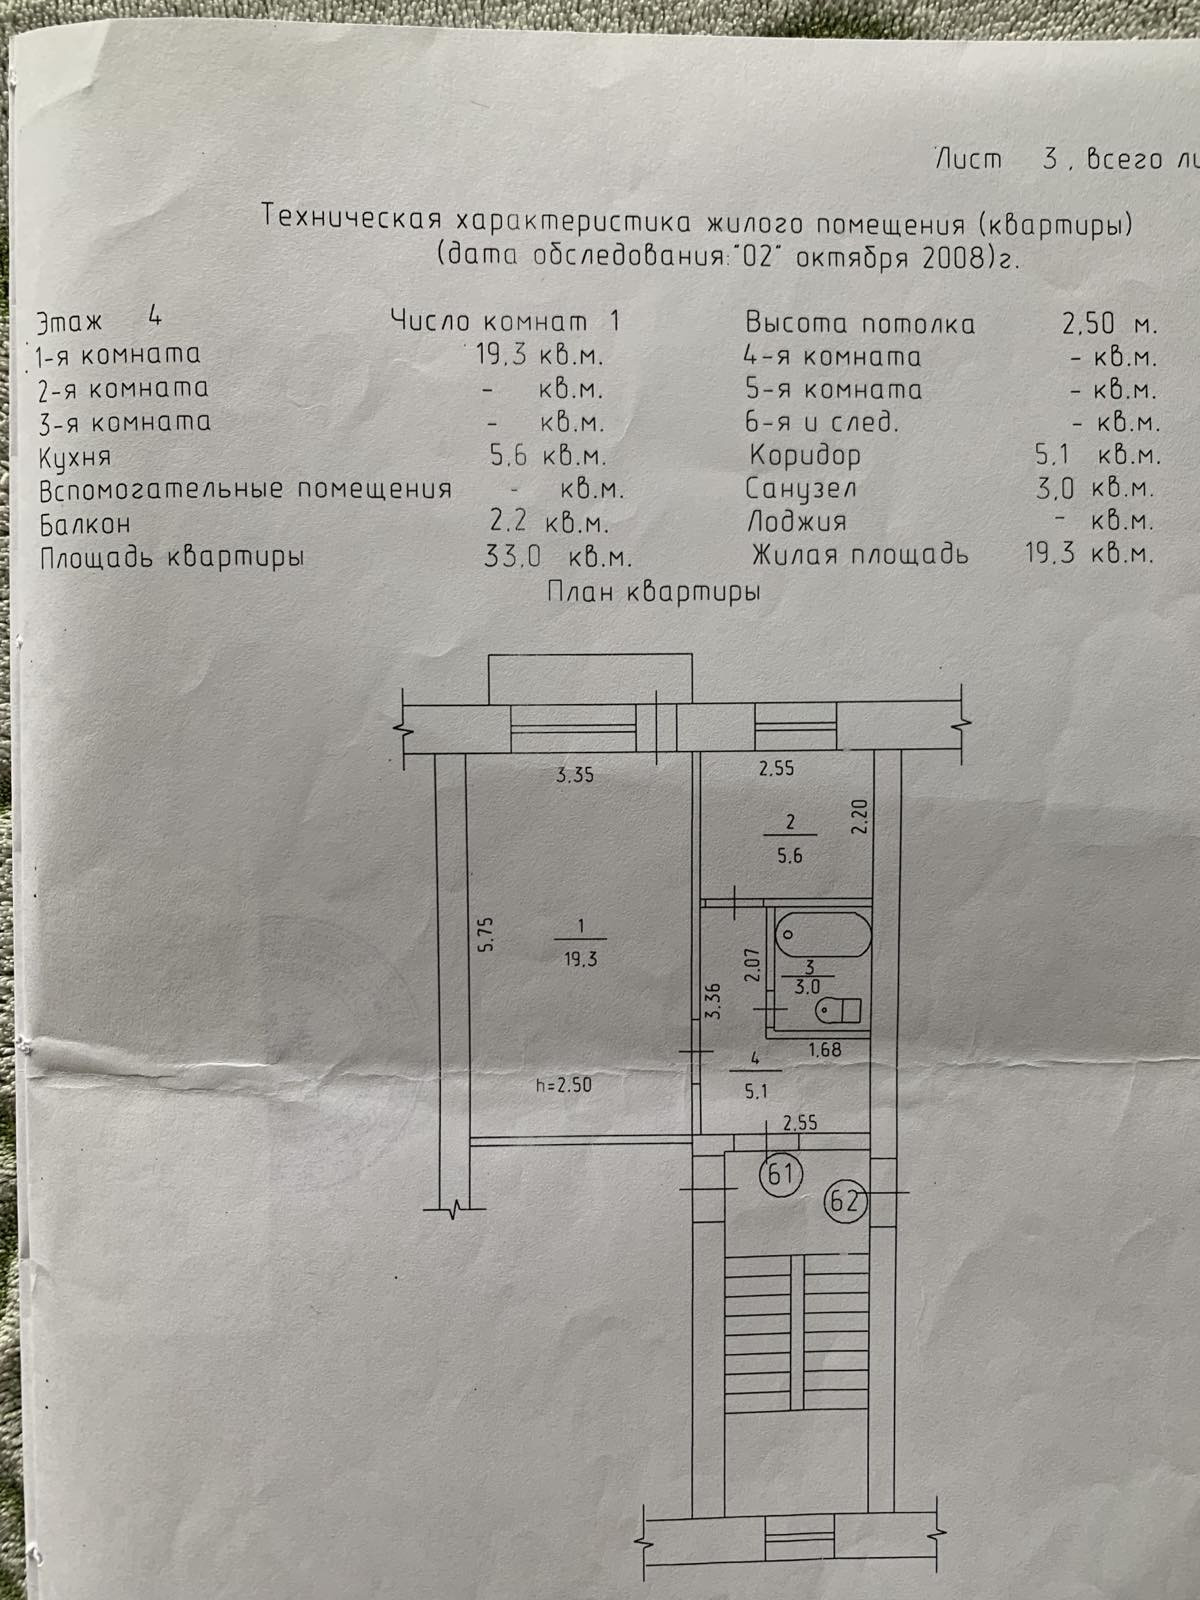 Лист 3, всего
Техническая характеристика жилого помещения (квартиры)
(дата обследования:"02" октября 2008)г.
Этаж 4 Число комнат 1 Высота потолка 2,50 м.
1-я комната 19,3 кв.м. 4-я комната - кв.м.
2-я комната - кв.м. 5-я комната - кв.м.
3-я комната - кв.м. 6-я и след. - кв.м.
Кухня 5,6 кв.м. Коридор 5,1 кв.м.
Вспомогательные помещения - кв.м. Санузел 3,0 кв.м.
Балкон 2,2 кв.м. Лоджия - кв.м.
Площадь квартиры 33,0 кв.м. Жилая площадь 19,3 кв.м.
План квартиры
3,35
2,55
2,20
2
5,6
5,75
1
19,3
2,07
3
3,0
3,36
1,68
4
5,1
h=2.50
2,55
61
62